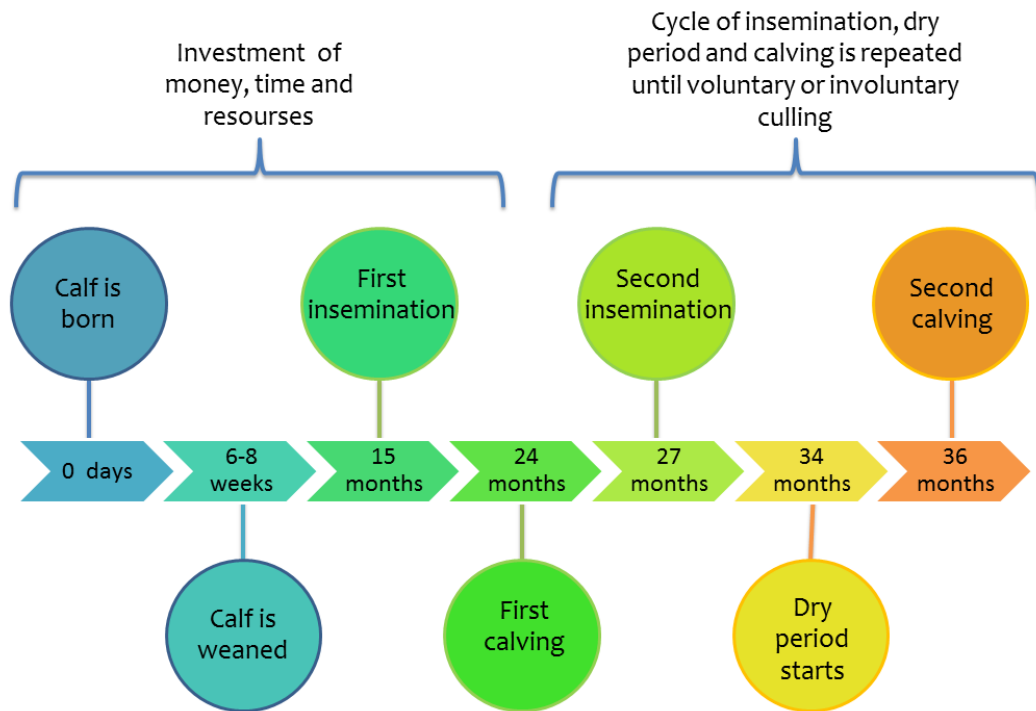 Investment of
money, time and
resourses
Cycle of insemination, dry
period and calving is repeated
until voluntary or involuntary
culling
Calf is
born
First
insemination
Second
insemination
Second
calving
0 days
6-8
weeks
15
months
24
months
27
months
34
months
36
months
Calf is
weaned
First
calving
Dry
period
starts